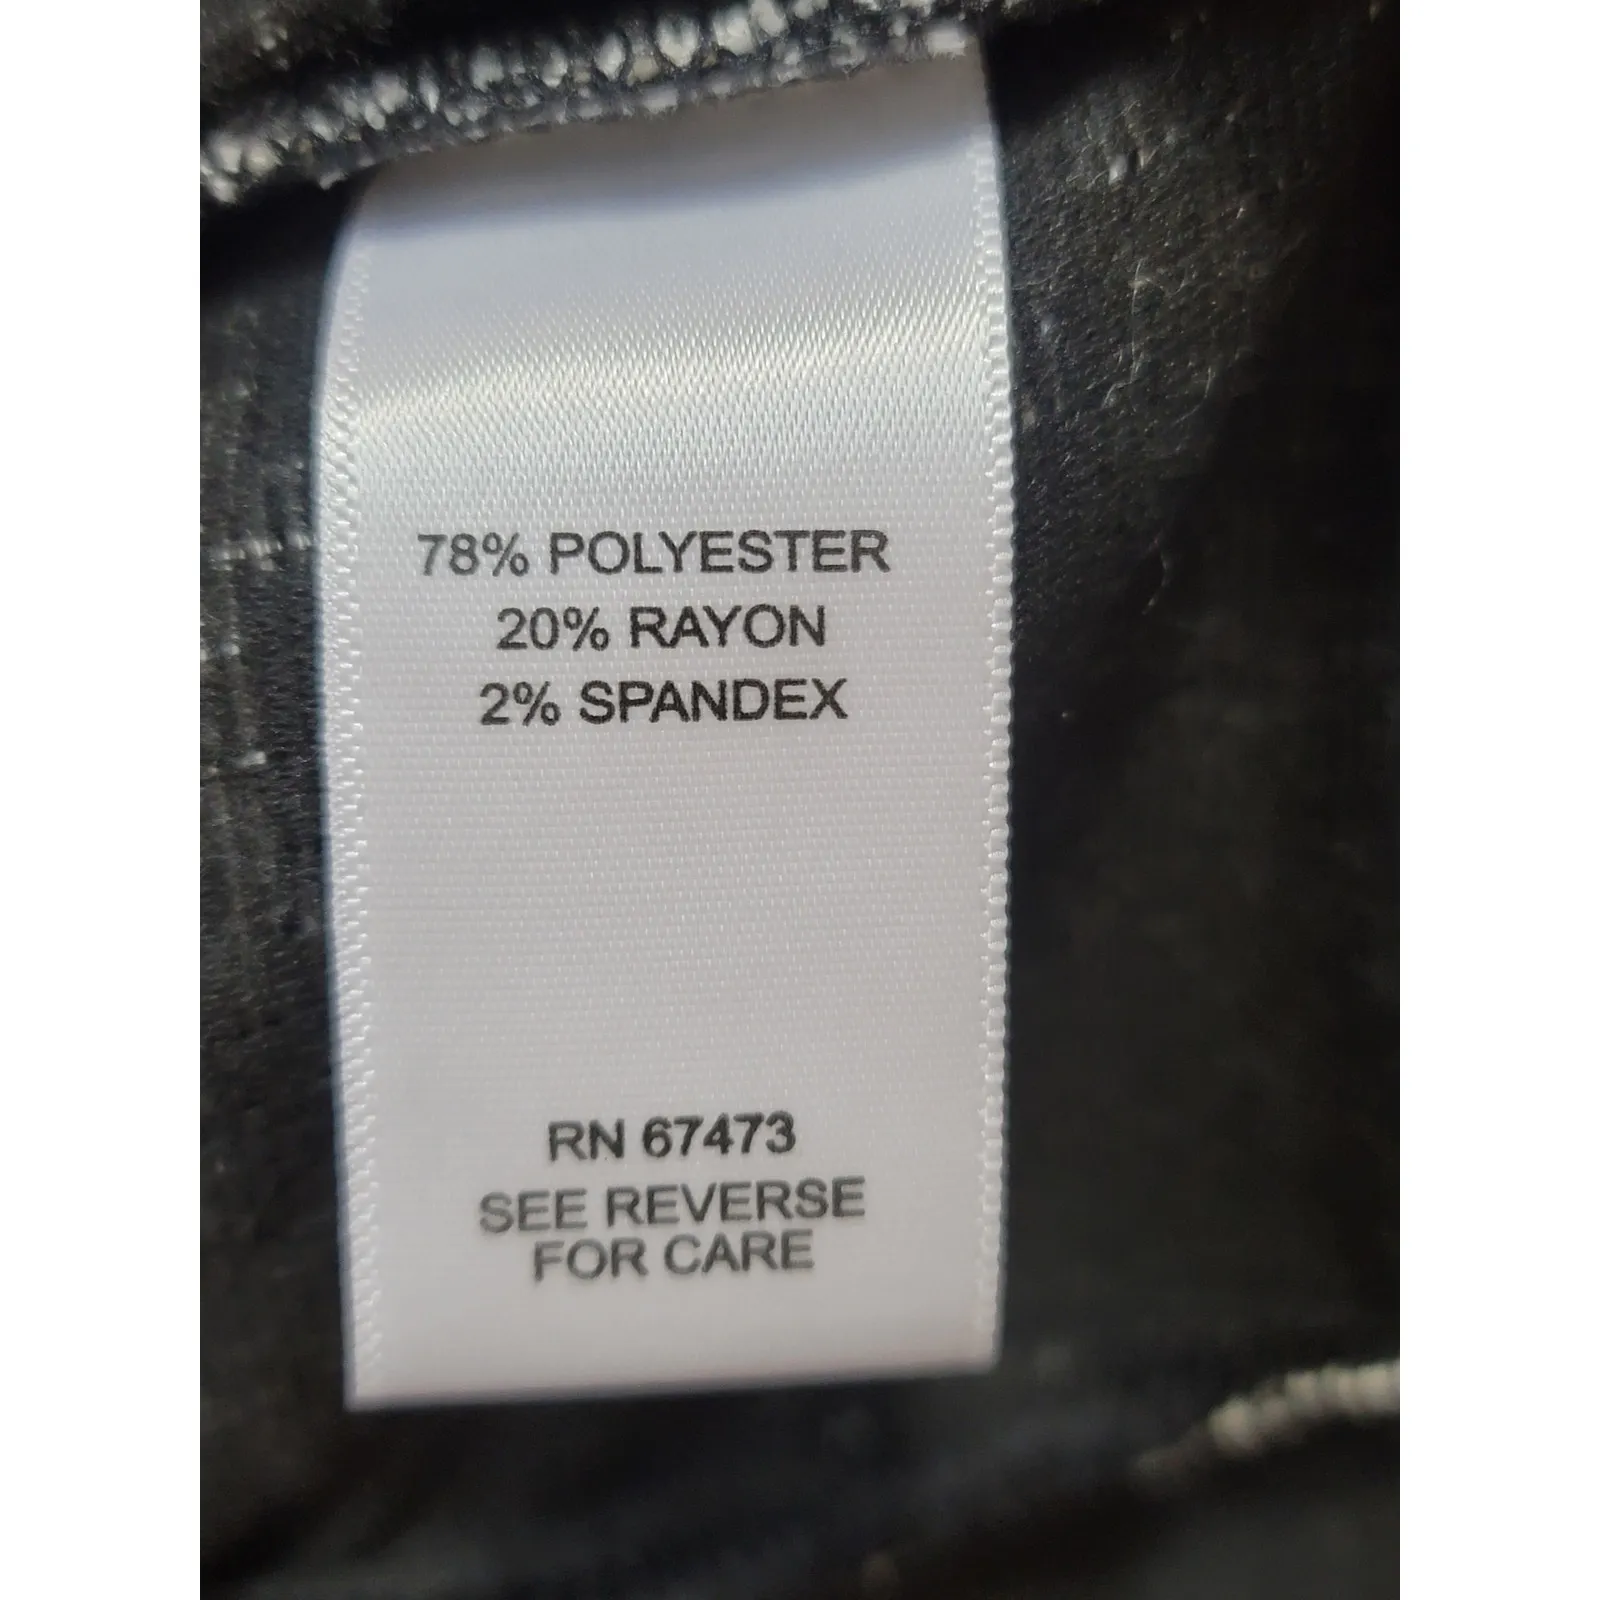 78% POLYESTER
20% RAYON
2% SPANDEX
RN 67473
SEE REVERSE
FOR CARE